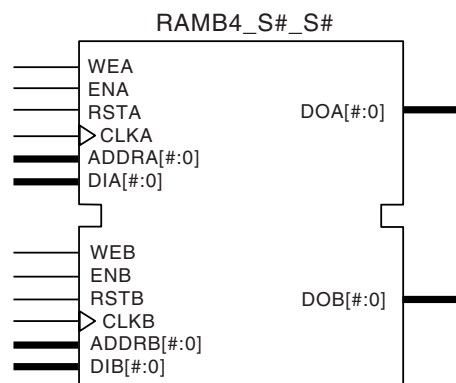 RAMB4_S#_S#
WEA
ENA
RSTA
CLKA
ADDRA[#:0]
DIA[#:0]
DOA[#:0]
WEB
ENB
RSTB
CLKB
ADDRB[#:0]
DIB[#:0]
DOB[#:0]